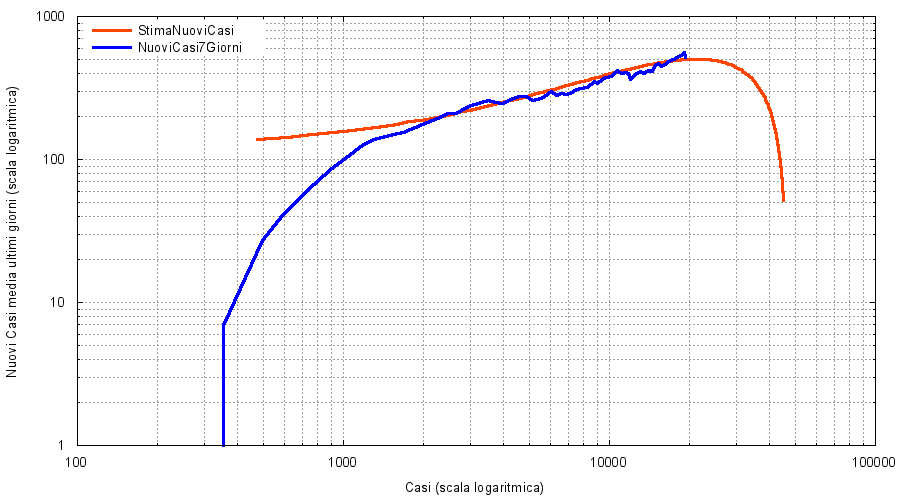 1000
StimaNuoviCasi
NuoviCasi7Giorni
100
10
1
Nuovi Casi media ultimi giorni (scala logaritmica)
100
1000
10000
100000
Casi (scala logaritmica)